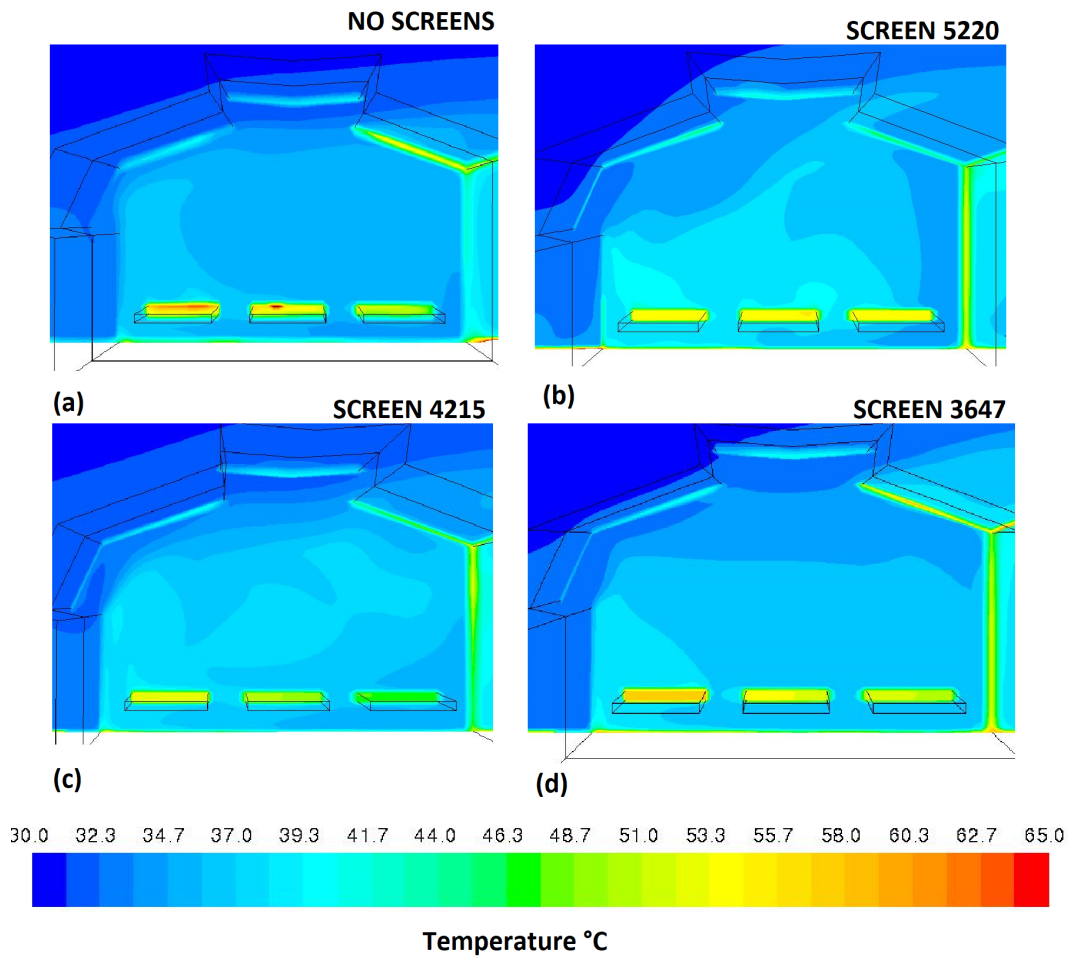 NO SCREENS
SCREEN 5220
(a)
(b)
SCREEN 4215
SCREEN 3647
(c)
(d)
30.0 32.3 34.7 37.0 39.3 41.7 44.0 46.3 48.7 51.0 53.3 55.7 58.0 60.3 62.7 65.0
Temperature °C